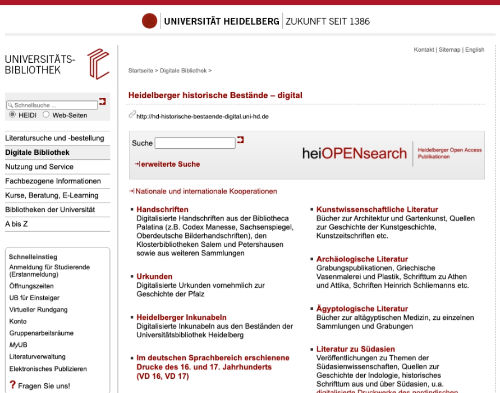 UNIVERSITÄT HEIDELBERG ZUKUNFT SEIT 1386
Kontakt | Sitemap | English
UNIVERSITÄTS-
BIBLIOTHEK
Startseite > Digitale Bibliothek >
Schnellsuche ...
HEIDI Web-Seiten
Literatursuche und -bestellung
Digitale Bibliothek
Nutzung und Service
Fachbezogene Informationen
Kurse, Beratung, E-Learning
Bibliotheken der Universität
A bis Z
Schnelleinstieg
Anmeldung für Studierende
(Erstanmeldung)
Öffnungszeiten
UB für Einsteiger
Virtueller Rundgang
Konto
Gruppenarbeitsräume
MyUB
Literaturverwaltung
Elektronisches Publizieren
? Fragen Sie uns!
Heidelberger historische Bestände – digital
http://hd-historische-bestaende-digital.uni-hd.de
Suche
erweiterte Suche
heiOPENsearch
Heidelberger Open Access
Publikationen
Nationale und internationale Kooperationen
Handschriften
Digitalisierte Handschriften aus der Bibliotheca
Palatina (z.B. Codex Manesse, Sachsenspiegel,
Oberdeutsche Bilderhandschriften), den
Klosterbibliotheken Salem und Petershausen
sowie aus weiteren Sammlungen
Urkunden
Digitalisierte Urkunden vornehmlich zur
Geschichte der Pfalz
Heidelberger Inkunabeln
Digitalisierte Inkunabeln aus den Beständen der
Universitätsbibliothek Heidelberg
Im deutschen Sprachbereich erschienene
Drucke des 16. und 17. Jahrhunderts
(VD 16, VD 17)
Kunstwissenschaftliche Literatur
Bücher zur Architektur und Gartenkunst, Quellen
zur Geschichte der Kunstgeschichte,
Kunstzeitschriften etc.
Archäologische Literatur
Grabungspublikationen, Griechische
Vasenmalerei und Plastik, Schrifttum zu Athen
und Attika, Schriften Heinrich Schliemanns etc.
Ägyptologische Literatur
Bücher zur altägyptischen Medizin, zu einzelnen
Sammlungen und Grabungen
Literatur zu Südasien
Veröffentlichungen zu Themen der
Südasienwissenschaften, Quellen zur
Geschichte der Indologie, historisches
Schrifttum aus und über Südasien, u.a.
digitalisierte Druckwerke des nordindischen